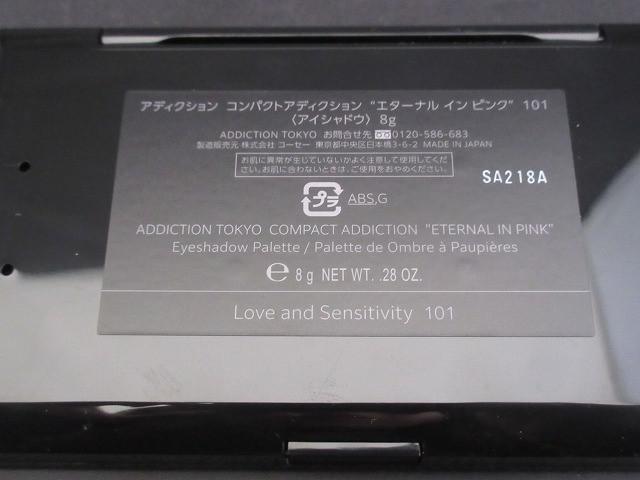 アディクション コンパクトアディクション "エターナル イン ピンク" 101
〈アイシャドウ〉 8g
ADDICTION TOKYO お問合せ先 0120-586-683
製造販売元 株式会社 コーセー 東京都中央区日本橋3-6-2 MADE IN JAPAN
お肌に異常が生じていないかよく注意して使用してくだ
さい。お肌に合わないときは、ご使用をおやめください。
SA218A
プラ ABS,G
ADDICTION TOKYO COMPACT ADDICTION "ETERNAL IN PINK"
Eyeshadow Palette / Palette de Ombre à Paupières
℮ 8 g NET WT. .28 OZ.
Love and Sensitivity 101